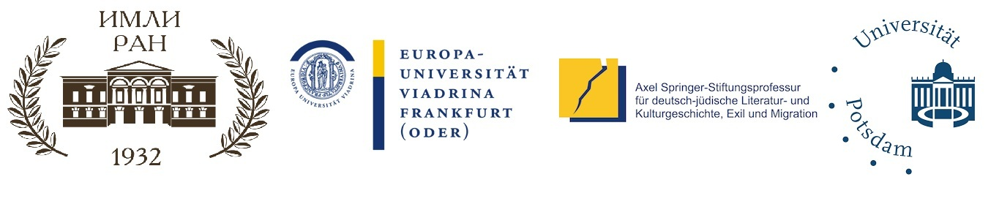 ИМЛИ
РАН
1932
EUROPA UNIVERSITÄT VIADRINA
EUROPA-
UNIVERSITÄT
VIADRINA
FRANKFURT
(ODER)
Axel Springer-Stiftungsprofessur
für deutsch-jüdische Literatur- und
Kulturgeschichte, Exil und Migration
Universität
Potsdam